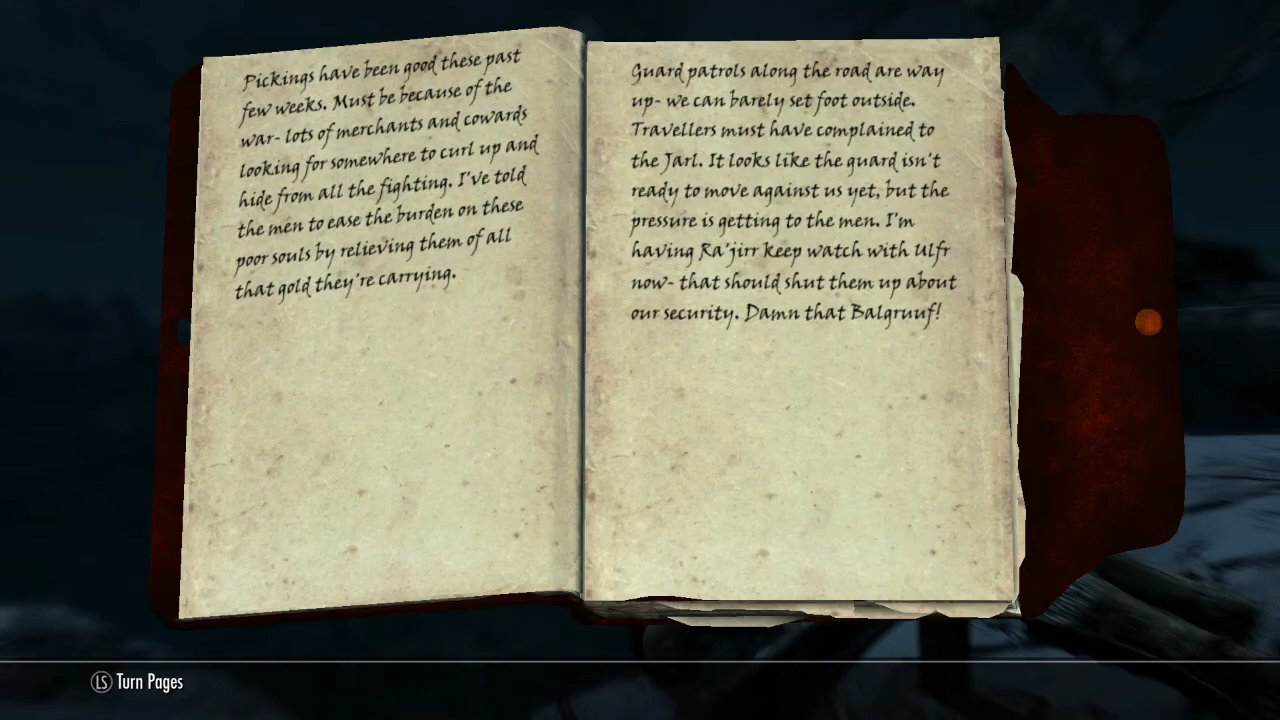 Pickings have been good these past
few weeks. Must be because of the
war- lots of merchants and cowards
looking for somewhere to curl up and
hide from all the fighting. I've told
the men to ease the burden on these
poor souls by relieving them of all
that gold they're carrying.
Guard patrols along the road are way
up- we can barely set foot outside.
Travellers must have complained to
the Jarl. It looks like the guard isn't
ready to move against us yet, but the
pressure is getting to the men. I'm
having Ra'jirr keep watch with Ulfr
now- that should shut them up about
our security. Damn that Balgruuf!
LS Turn Pages